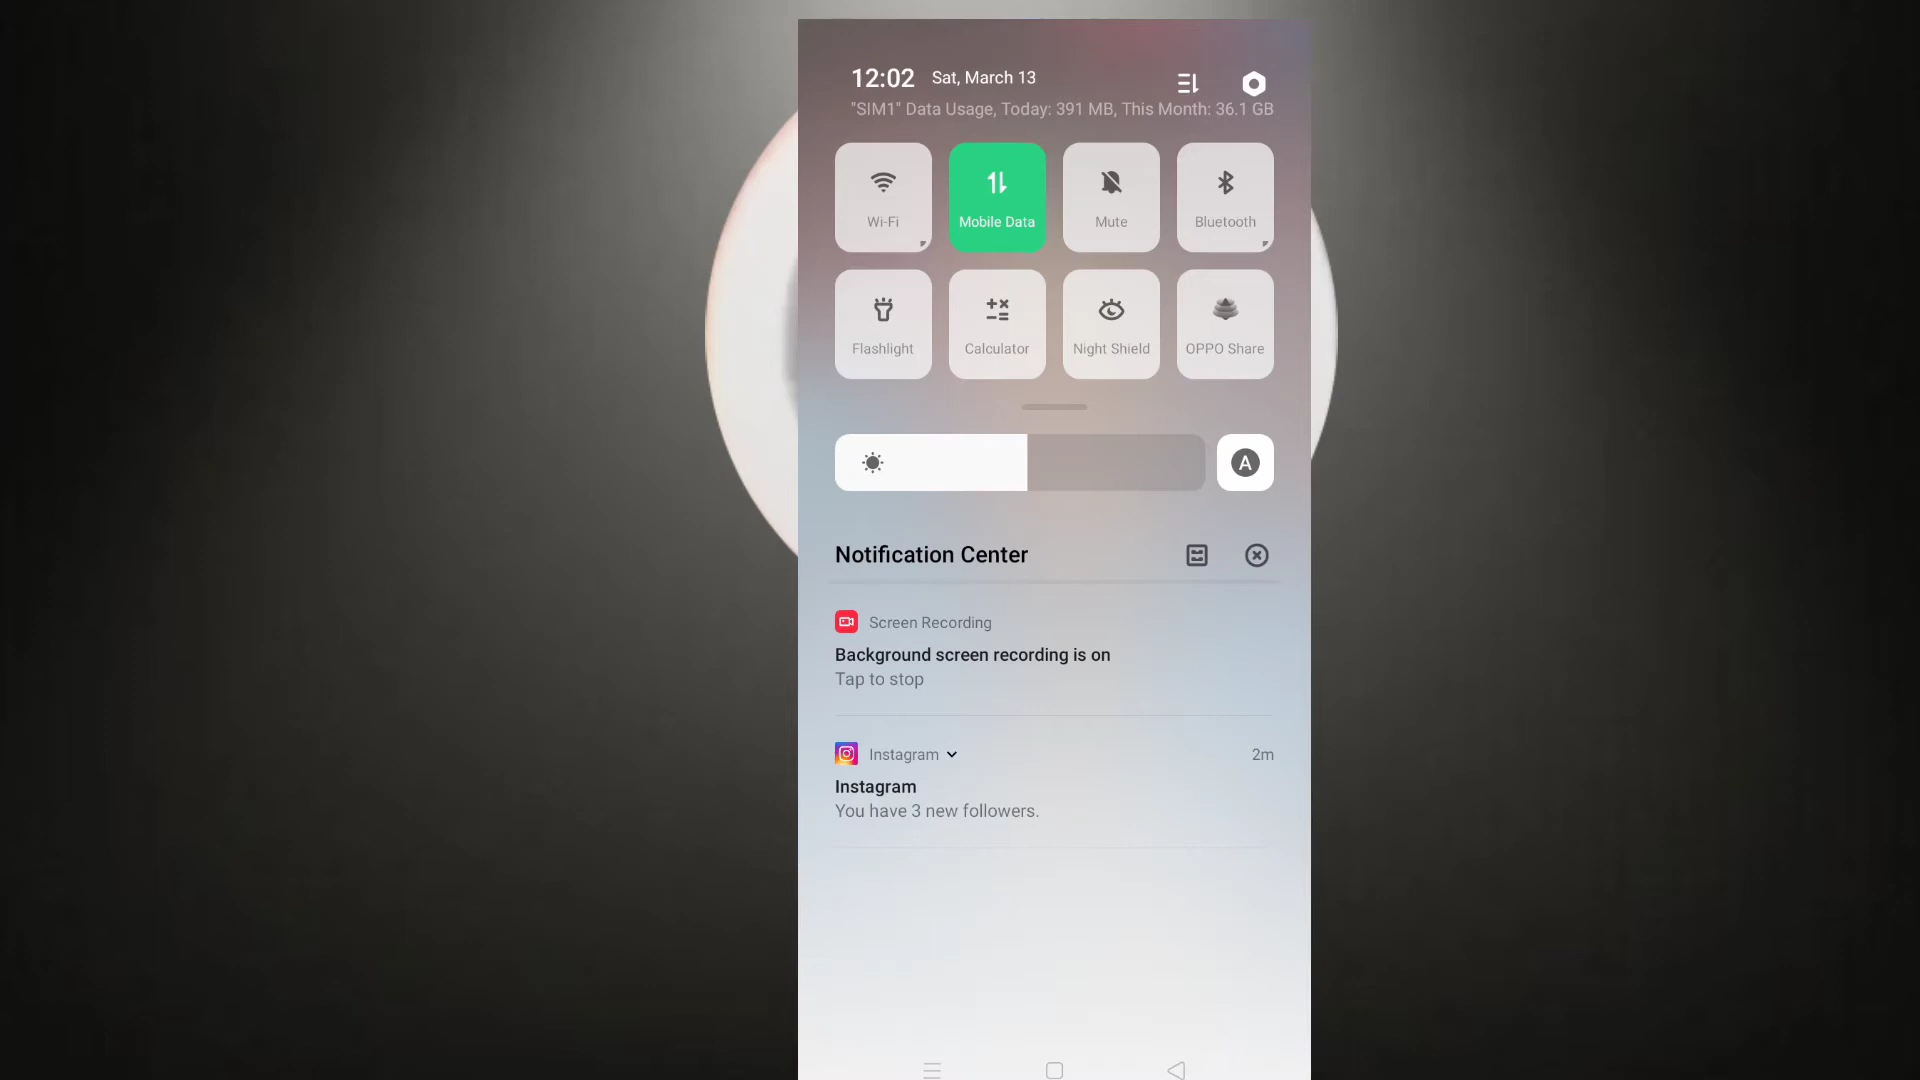 12:02 Sat, March 13
"SIM1" Data Usage, Today: 391 MB, This Month: 36.1 GB
Wi-Fi Mobile Data Mute Bluetooth
Flashlight Calculator Night Shield OPPO Share
A
Notification Center
Screen Recording
Background screen recording is on
Tap to stop
Instagram 2m
Instagram
You have 3 new followers.